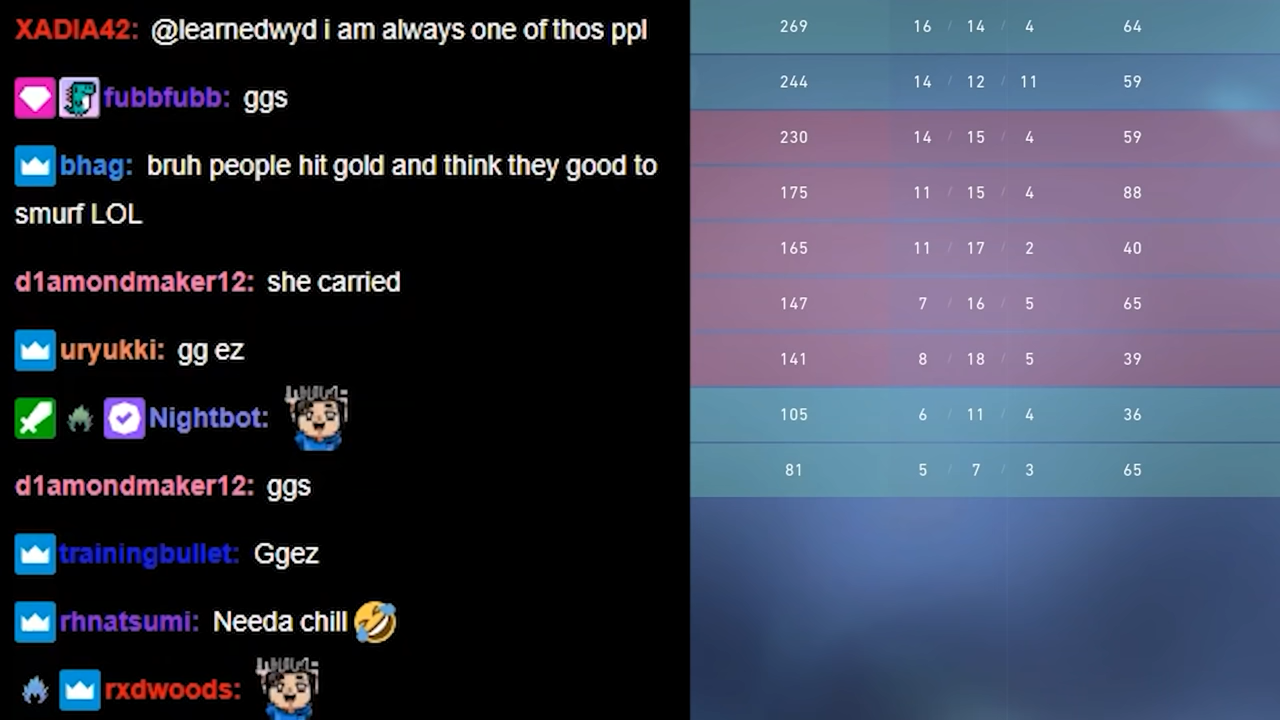 XADIA42: @learnedwyd i am always one of thos ppl
fubbfubb: ggs
bhag: bruh people hit gold and think they good to
smurf LOL
d1amondmaker12: she carried
uryukki: gg ez
Nightbot:
d1amondmaker12: ggs
trainingbullet: Ggez
rhnatsumi: Needa chill 🤣
rxdwoods:
269 16 / 14 / 4 64
244 14 / 12 / 11 59
230 14 / 15 / 4 59
175 11 / 15 / 4 88
165 11 / 17 / 2 40
147 7 / 16 / 5 65
141 8 / 18 / 5 39
105 6 / 11 / 4 36
81 5 / 7 / 3 65